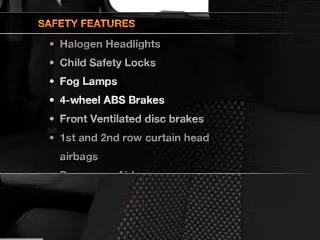 SAFETY FEATURES
• Halogen Headlights
• Child Safety Locks
• Fog Lamps
• 4-wheel ABS Brakes
• Front Ventilated disc brakes
• 1st and 2nd row curtain head
airbags